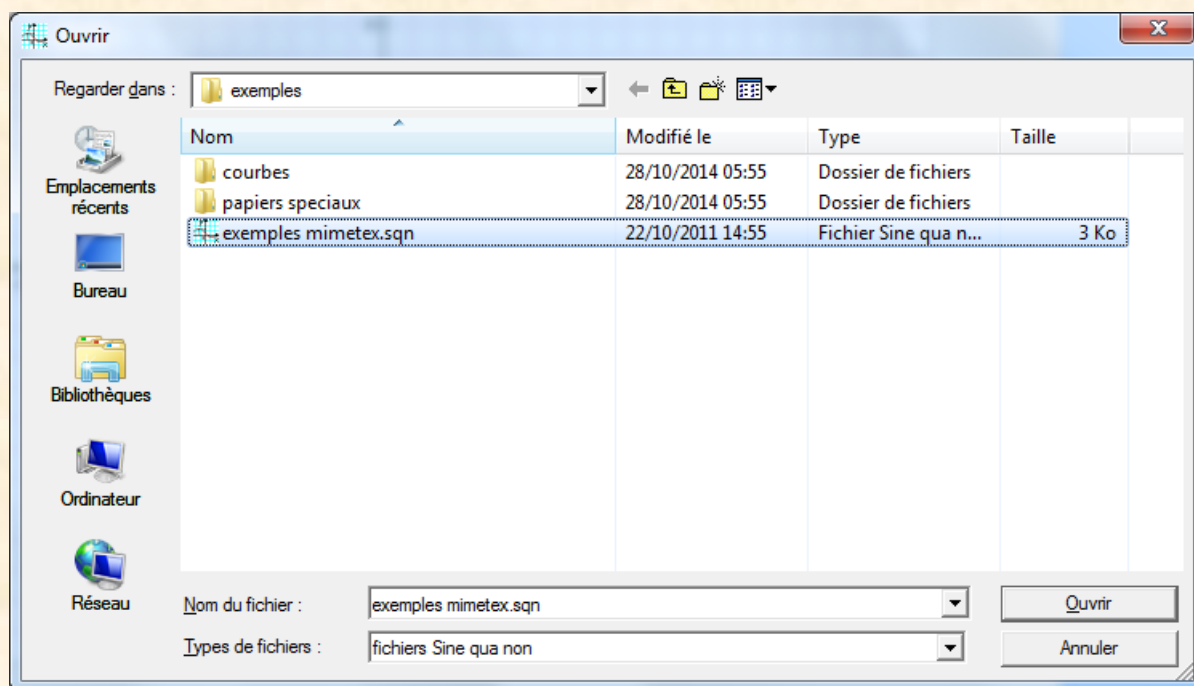 Ouvrir
Regarder dans : exemples
Nom Modifié le Type Taille
courbes 28/10/2014 05:55 Dossier de fichiers
papiers speciaux 28/10/2014 05:55 Dossier de fichiers
exemples mimetex.sqn 22/10/2011 14:55 Fichier Sine qua n... 3 Ko
Emplacements
récents
Bureau
Bibliothèques
Ordinateur
Réseau
Nom du fichier : exemples mimetex.sqn Ouvrir
Types de fichiers : fichiers Sine qua non Annuler